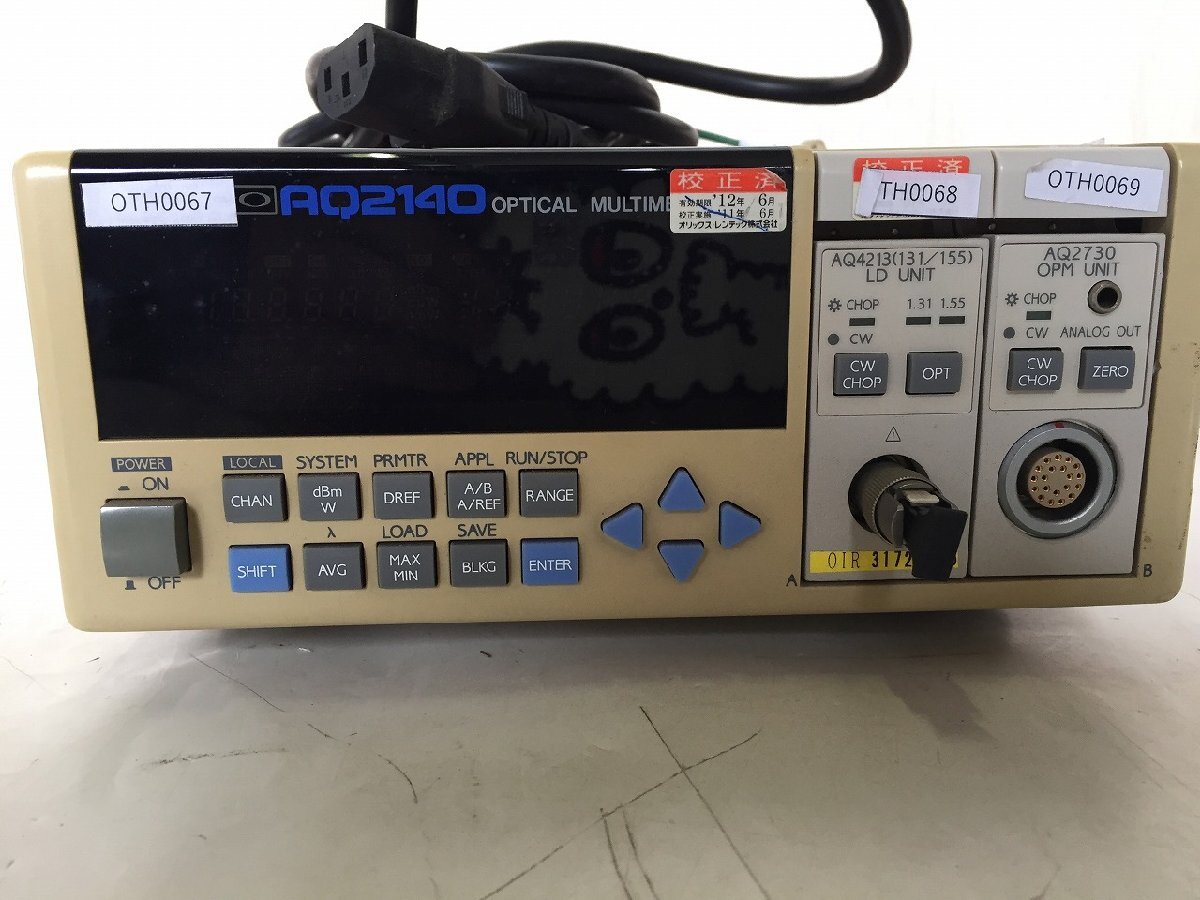 OTH0067
AQ2140 OPTICAL MULTIME
校正済
有効期限 '12年 6月
校正実施 '11年 6月
オリックス・レンテック株式会社
校正済
TH0068
OTH0069
AQ4213(131/155)
LD UNIT
CHOP 1.31 1.55
CW
CW
CHOP
OPT
AQ2730
OPM UNIT
CHOP
CW ANALOG OUT
CW
CHOP
ZERO
POWER
ON
OFF
LOCAL SYSTEM PRMTR APPL RUN/STOP
CHAN
dBm
W
DREF
A/B
A/REF
RANGE
λ LOAD SAVE
SHIFT
AVG
MAX
MIN
BLKG
ENTER
OIR 3172
A
B